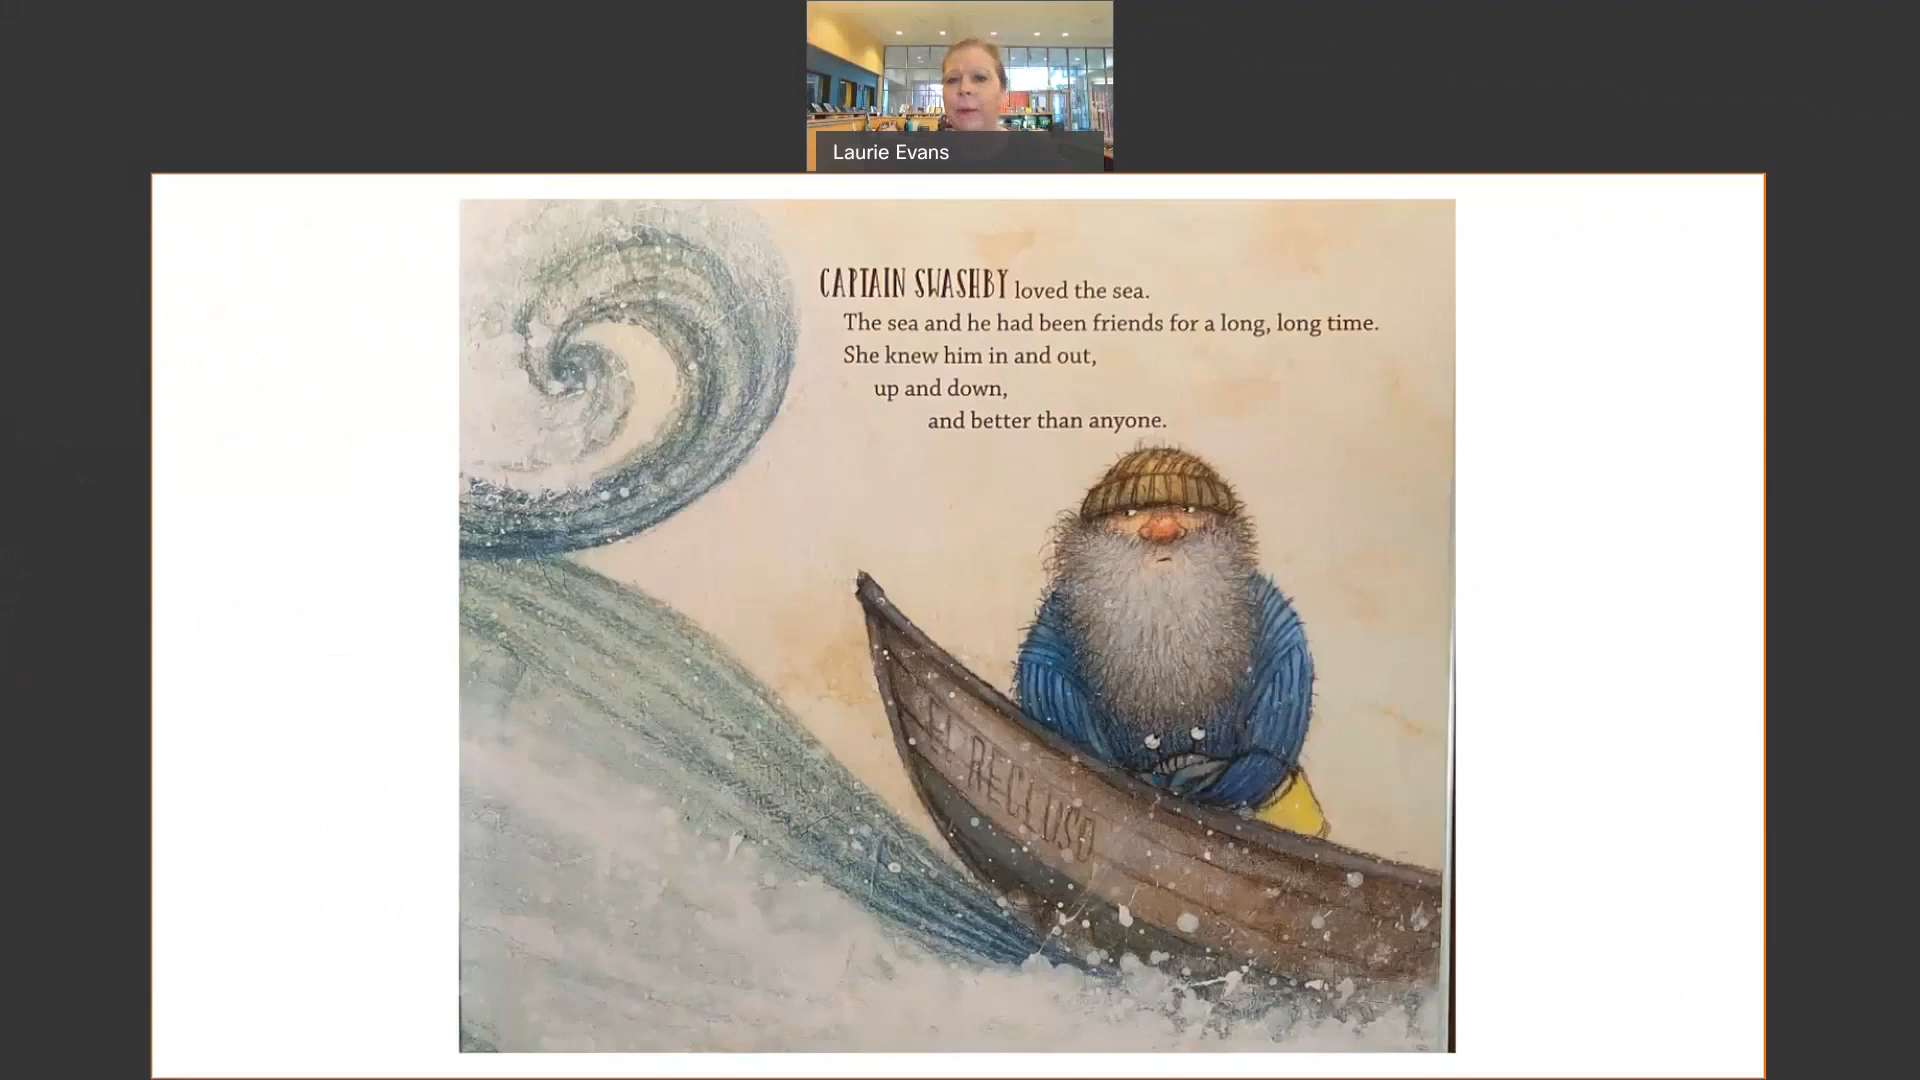 Laurie Evans
CAPTAIN SWASHBY loved the sea.
The sea and he had been friends for a long, long time.
She knew him in and out,
up and down,
and better than anyone.
EL RECLUSO